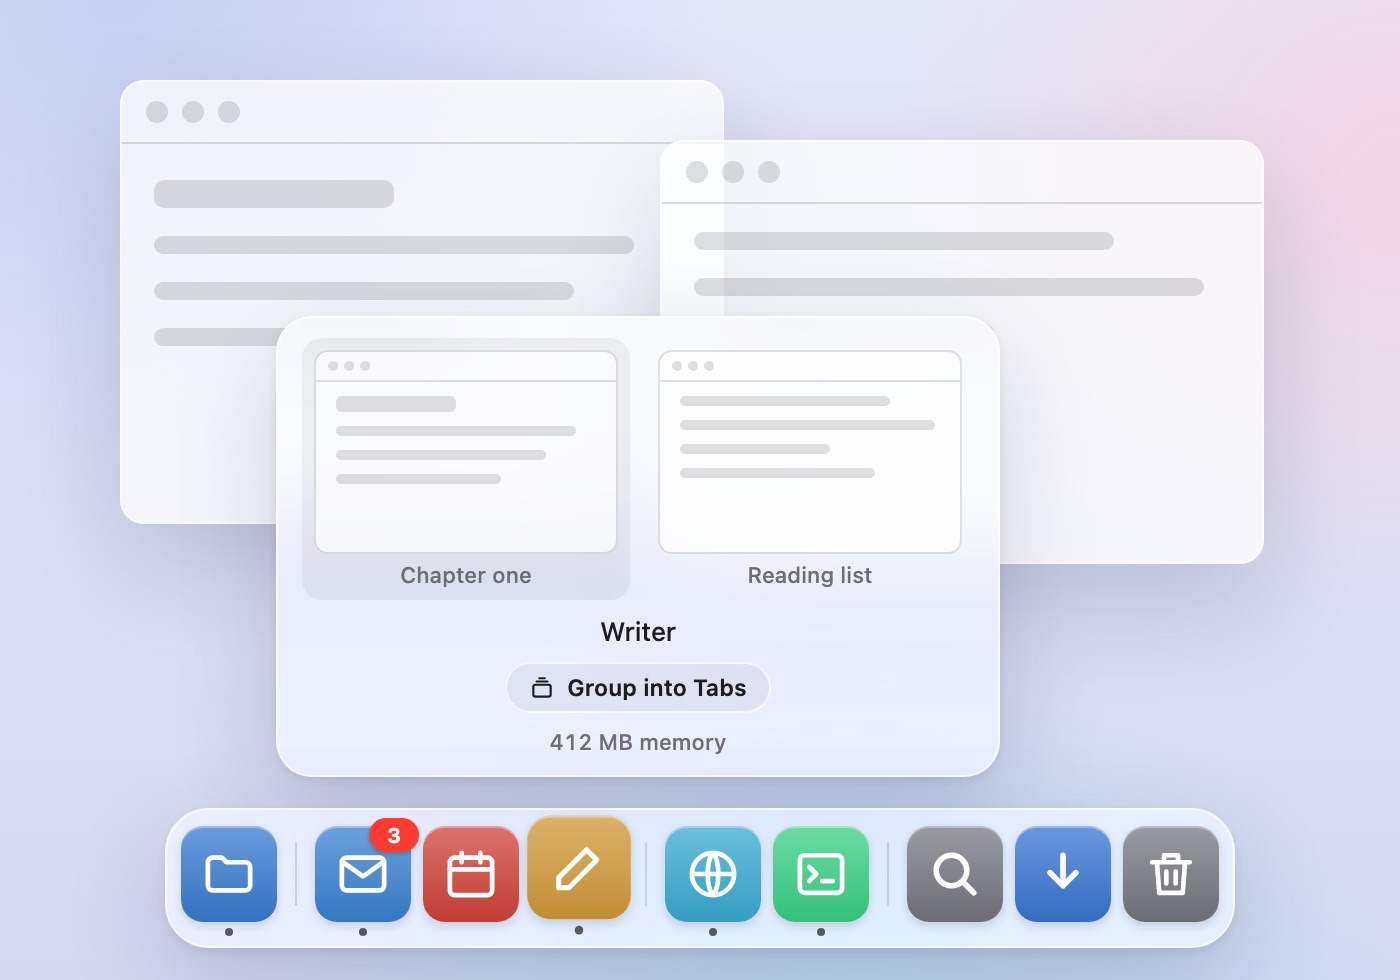 Chapter one
Reading list
Writer
Group into Tabs
412 MB memory
3